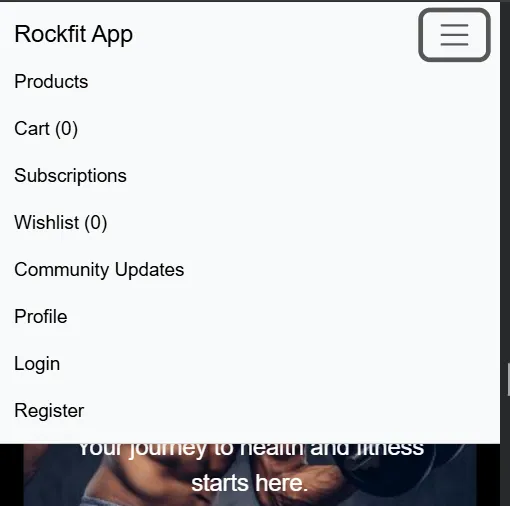 Rockfit App
Products
Cart (0)
Subscriptions
Wishlist (0)
Community Updates
Profile
Login
Register
Your journey to health and fitness
starts here.